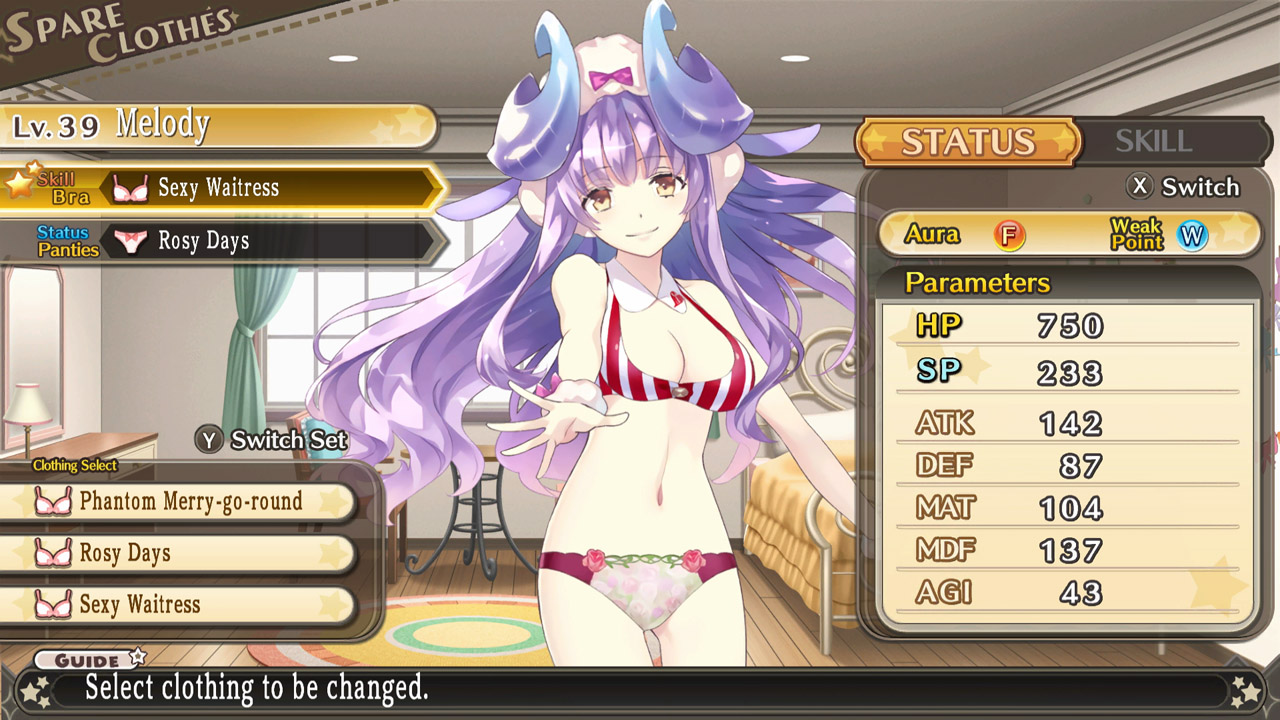 SPARE
CLOTHES
Lv.39 Melody
Skill
Bra
Sexy Waitress
Status
Panties
Rosy Days
Y Switch Set
Clothing Select
Phantom Merry-go-round
Rosy Days
Sexy Waitress
STATUS
SKILL
X Switch
Aura F
Weak
Point W
Parameters
HP 750
SP 233
ATK 142
DEF 87
MAT 104
MDF 137
AGI 43
GUIDE
Select clothing to be changed.